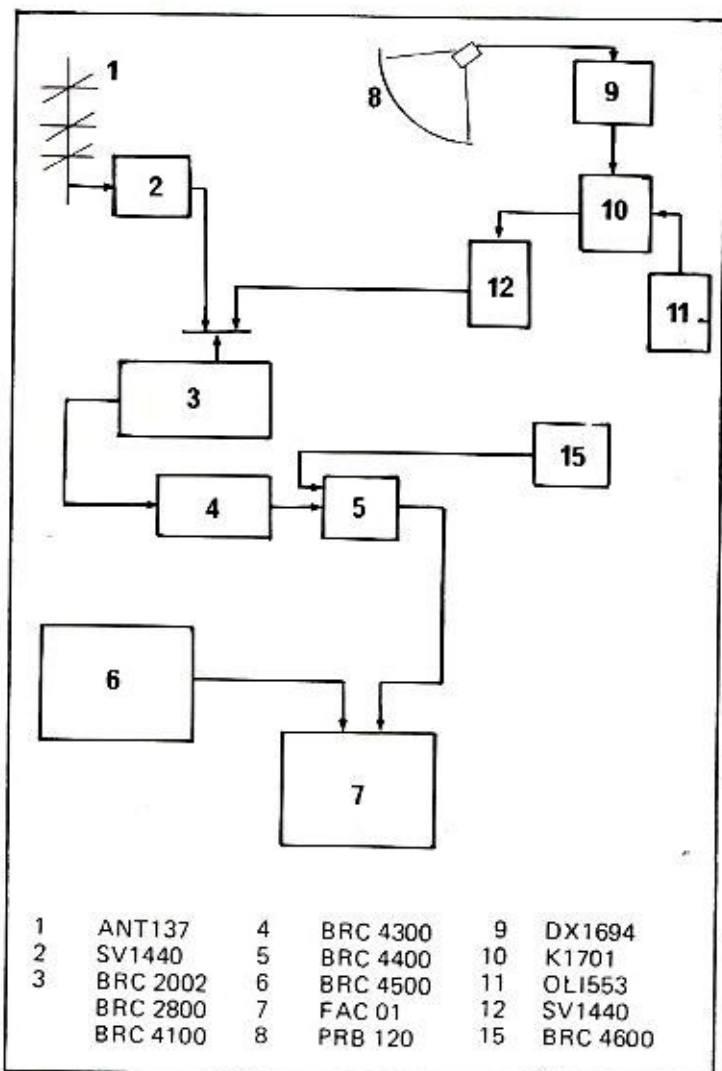 1
8
9
2
10
12
11
3
15
4
5
6
7
1 ANT137 4 BRC 4300 9 DX1694
2 SV1440 5 BRC 4400 10 K1701
3 BRC 2002 6 BRC 4500 11 OLI553
BRC 2800 7 FAC 01 12 SV1440
BRC 4100 8 PRB 120 15 BRC 4600